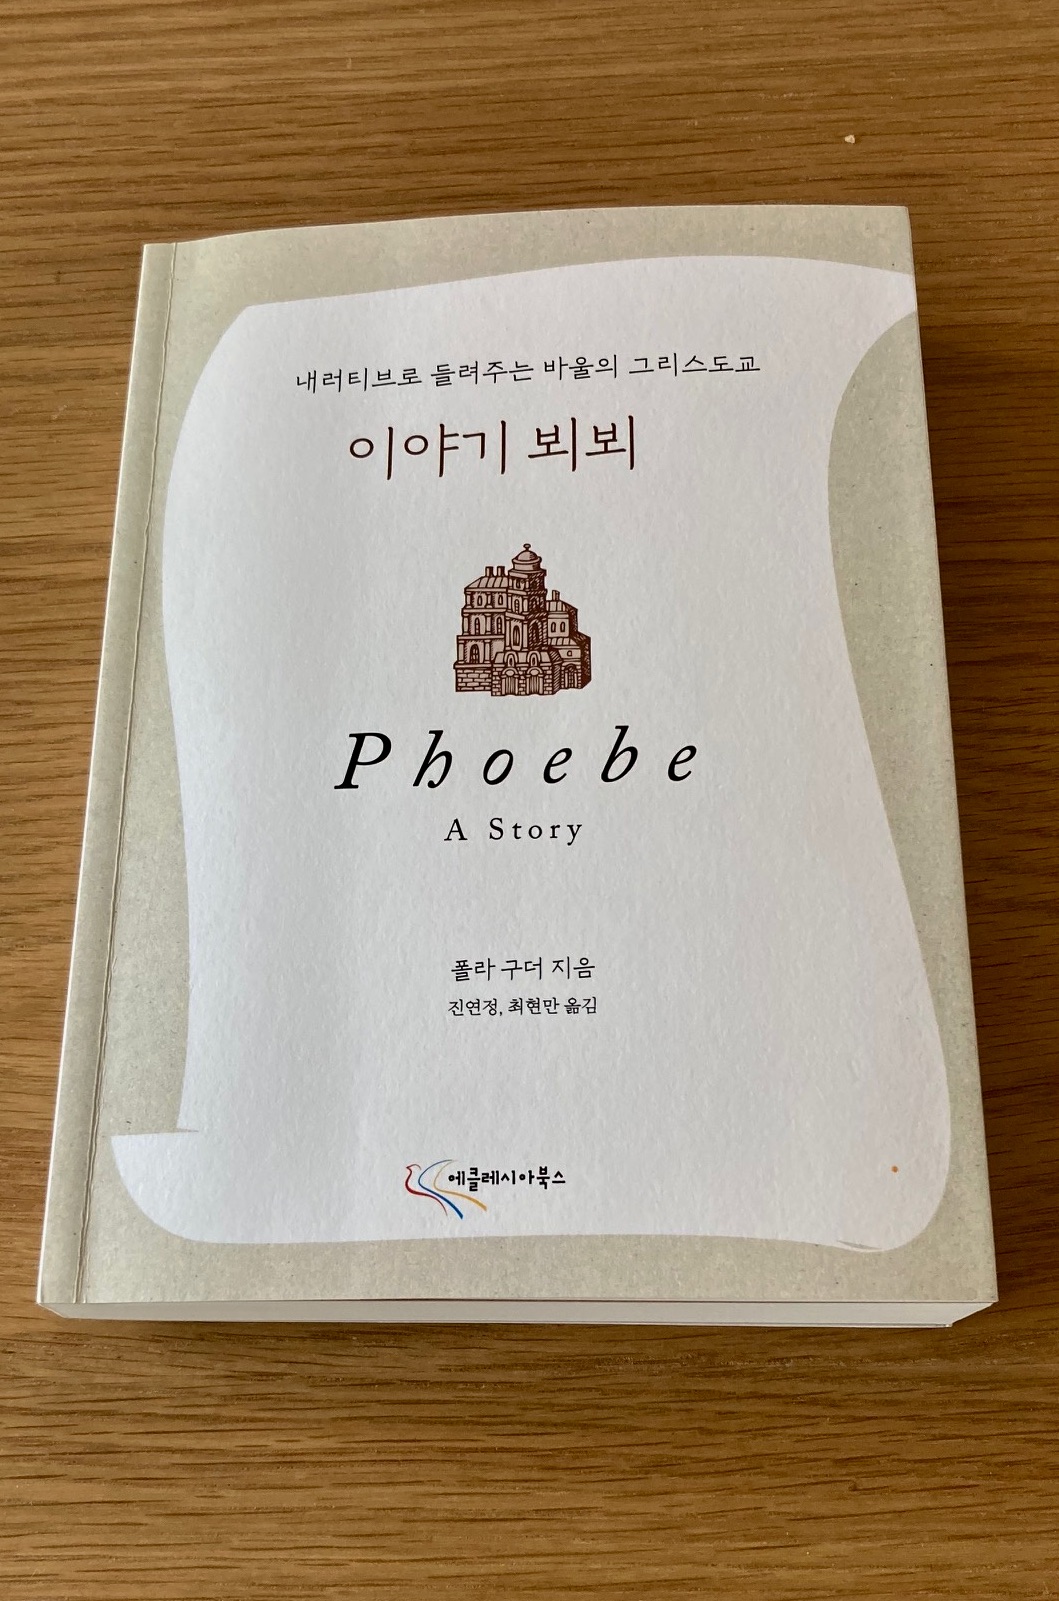 내러티브로 들려주는 바울의 그리스도교
이야기 뵈뵈
Phoebe
A Story
폴라 구더 지음
진연정, 최현만 옮김
에클레시아북스